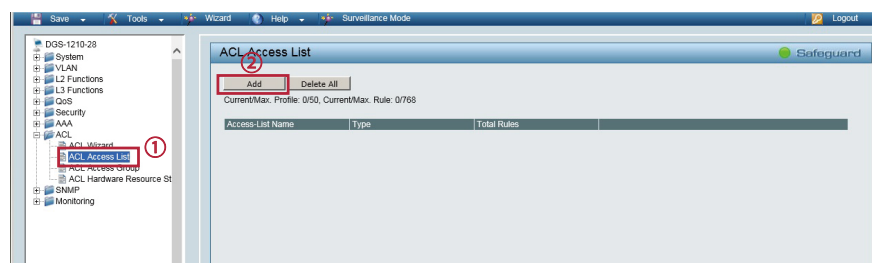 Save Tools Wizard Help Surveillance Mode Logout
DGS-1210-28
System
VLAN
L2 Functions
L3 Functions
QoS
Security
AAA
ACL
ACL Wizard
ACL Access List
①
ACL Access Group
ACL Hardware Resource St
SNMP
Monitoring
ACL Access List
Safeguard
②
Add Delete All
Current/Max. Profile: 0/50, Current/Max. Rule: 0/768
Access-List Name Type Total Rules